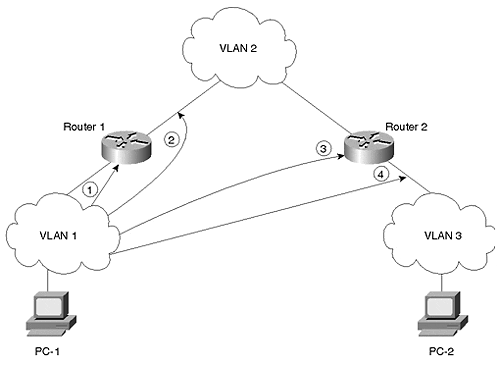 VLAN 2
Router 1
Router 2
2
3
1
4
VLAN 1
VLAN 3
PC-1
PC-2